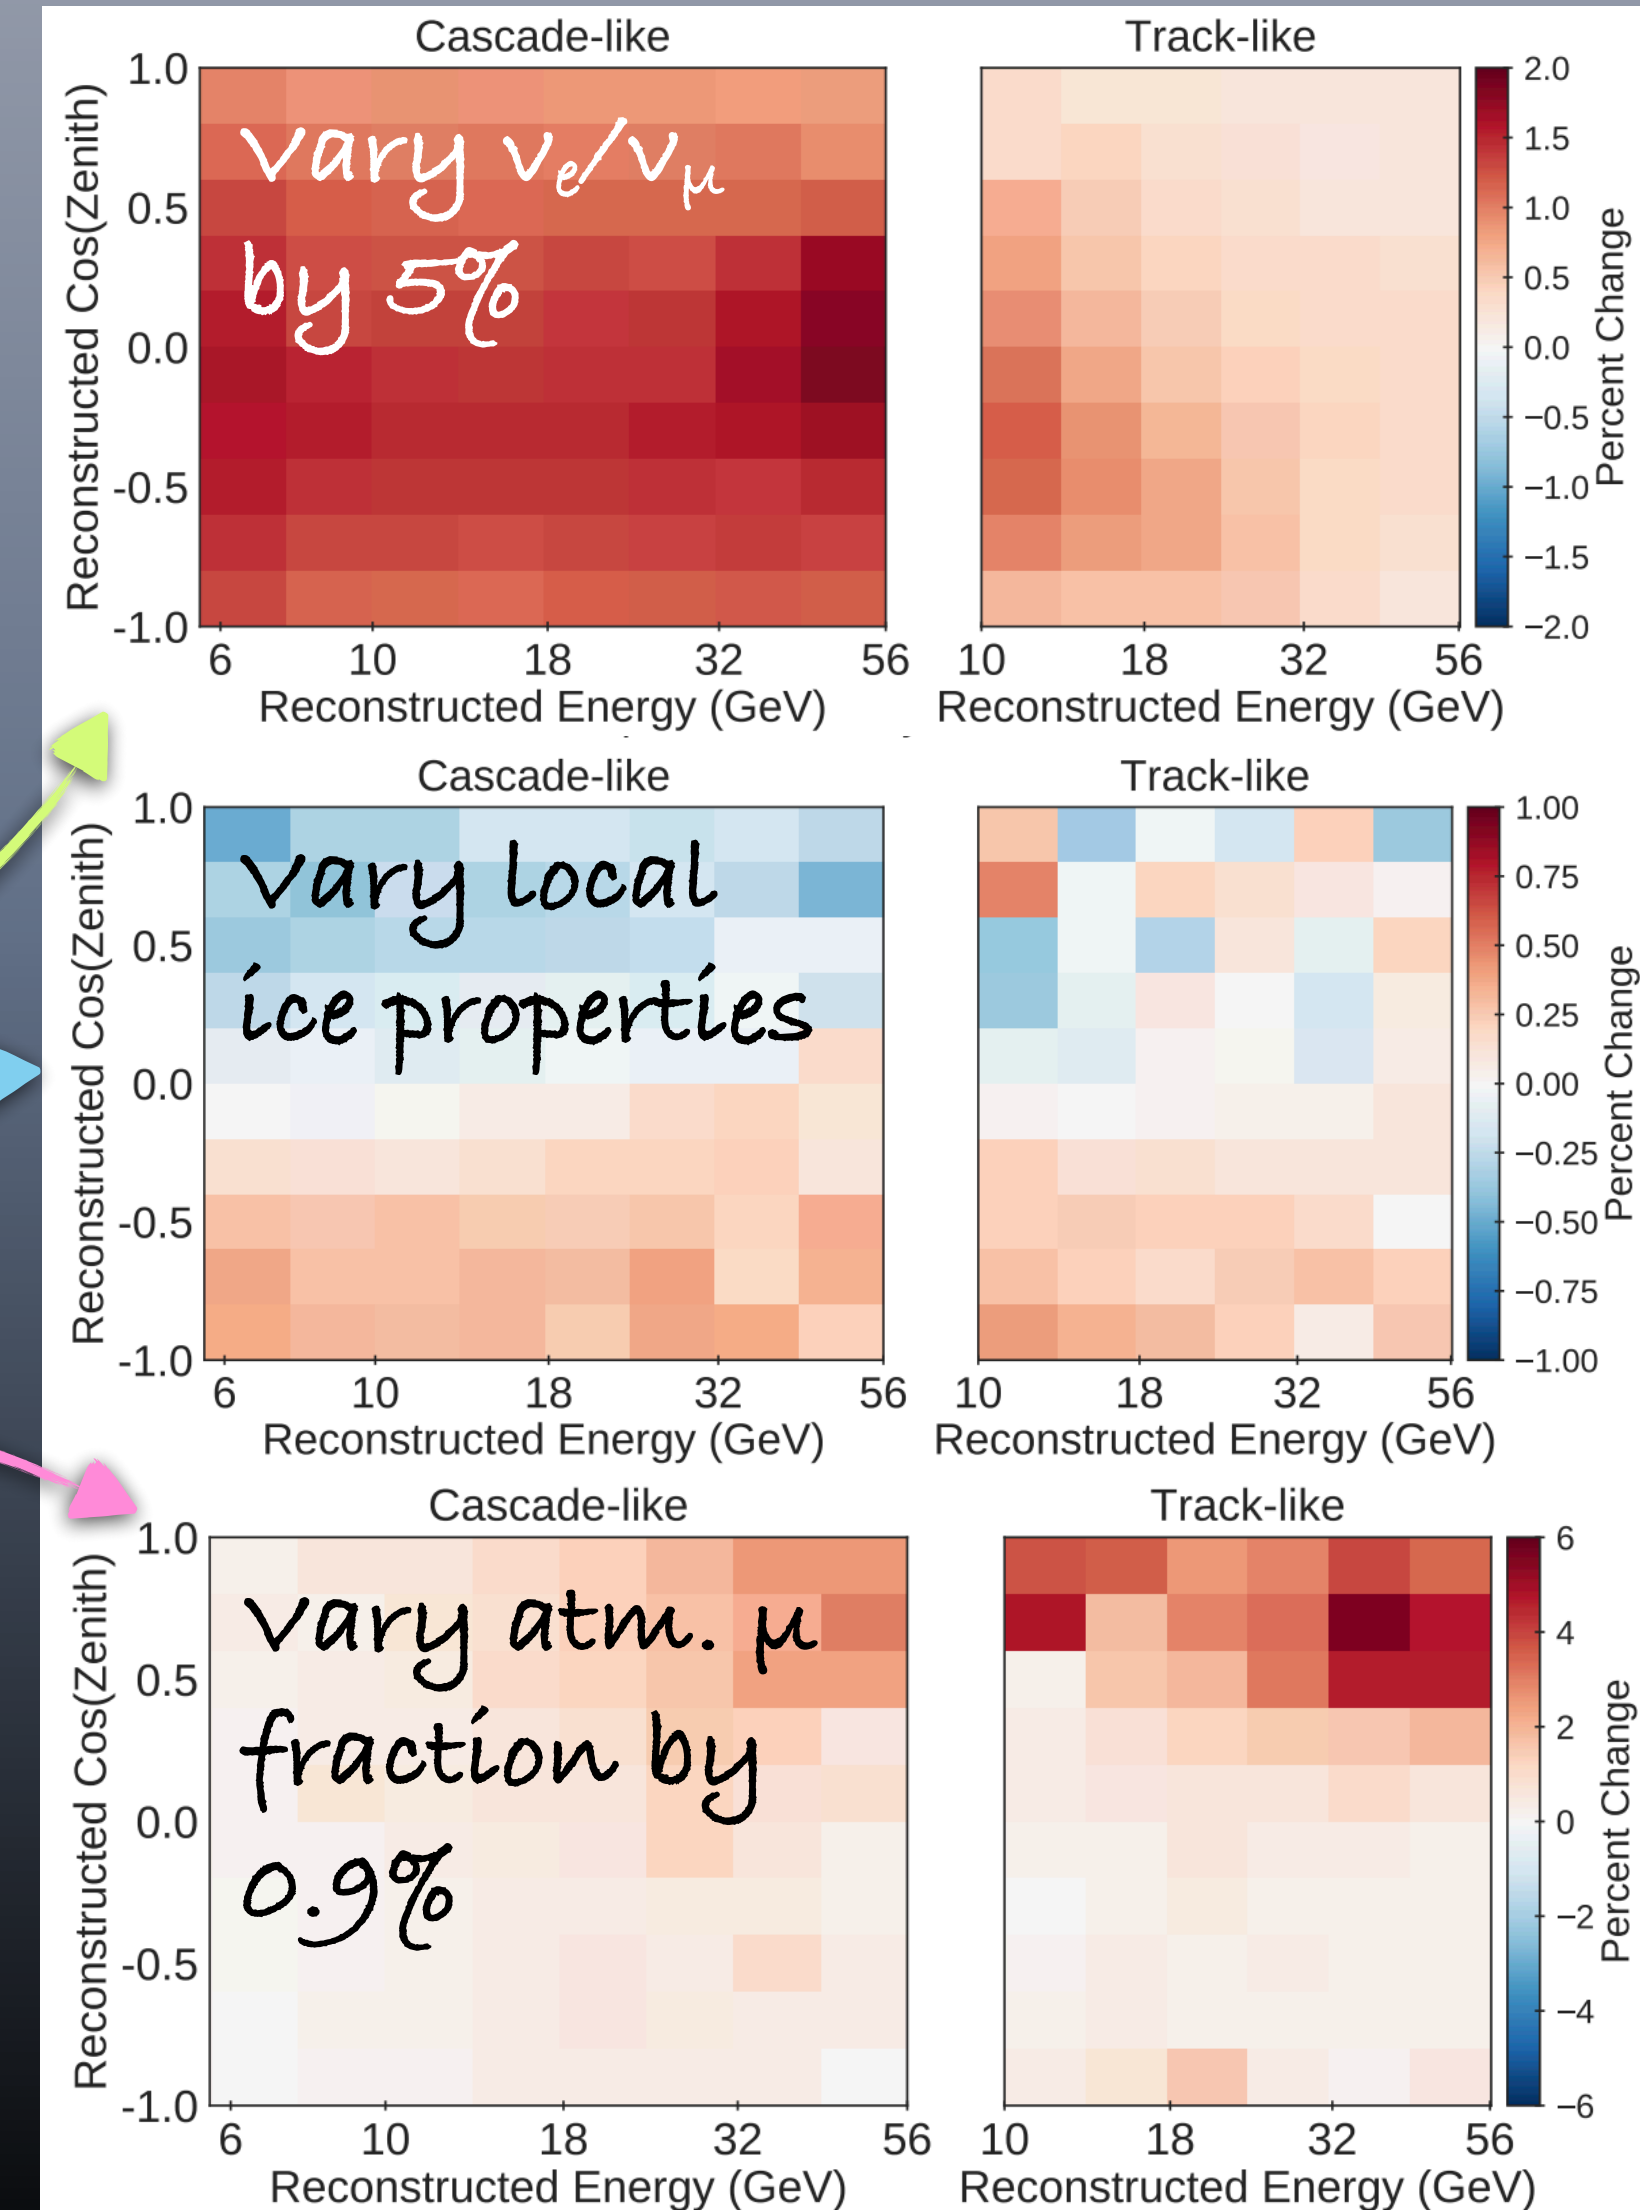 Cascade-like
Track-like
Reconstructed Cos(Zenith)
1.0
0.5
0.0
-0.5
-1.0
Vary νe/νμ
by 5%
6 10 18 32 56
Reconstructed Energy (GeV)
10 18 32 56
Reconstructed Energy (GeV)
2.0
1.5
1.0
0.5
0.0
−0.5
−1.0
−1.5
−2.0
Percent Change
Cascade-like
Track-like
Reconstructed Cos(Zenith)
1.0
0.5
0.0
-0.5
-1.0
Vary local
ice properties
6 10 18 32 56
Reconstructed Energy (GeV)
10 18 32 56
Reconstructed Energy (GeV)
1.00
0.75
0.50
0.25
0.00
−0.25
−0.50
−0.75
−1.00
Percent Change
Cascade-like
Track-like
Reconstructed Cos(Zenith)
1.0
0.5
0.0
-0.5
-1.0
Vary atm. μ
fraction by
0.9%
6 10 18 32 56
Reconstructed Energy (GeV)
10 18 32 56
Reconstructed Energy (GeV)
6
4
2
0
−2
−4
−6
Percent Change